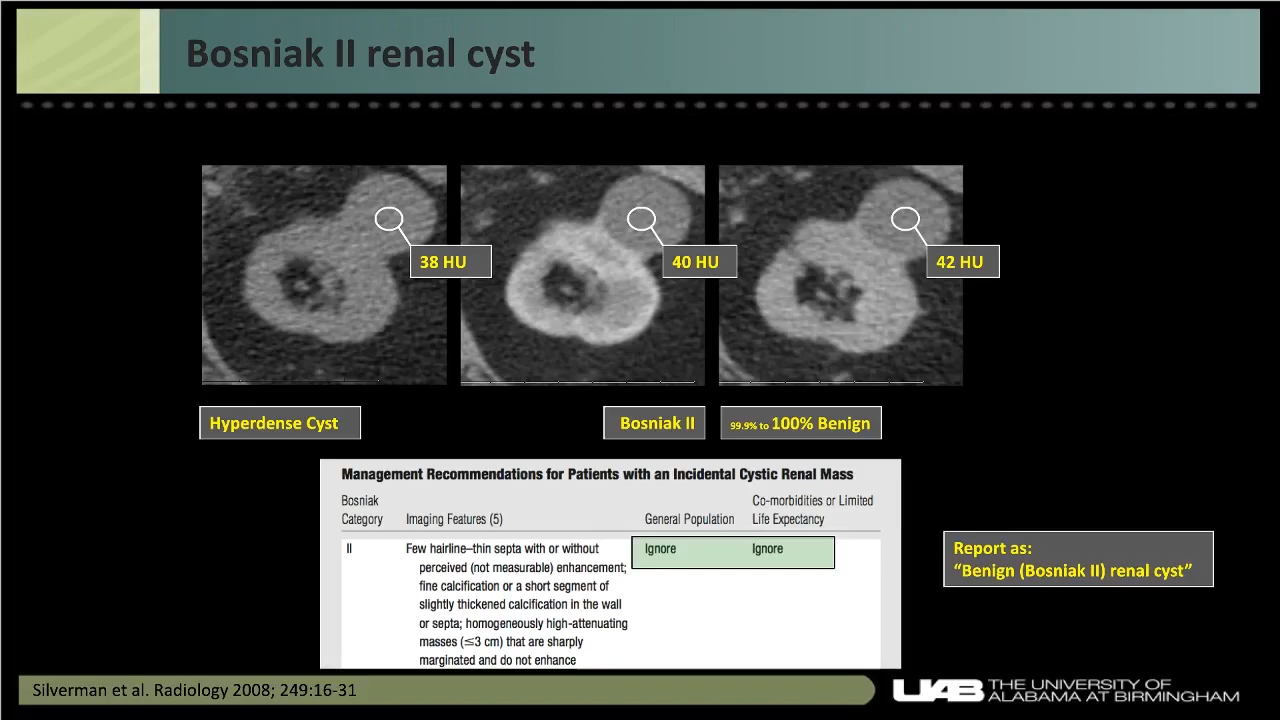 Bosniak II renal cyst
38 HU
40 HU
42 HU
Hyperdense Cyst
Bosniak II
99.9% to 100% Benign
Management Recommendations for Patients with an Incidental Cystic Renal Mass
Bosniak
Category
Imaging Features (5)
General Population
Co-morbidities or Limited
Life Expectancy
II
Few hairline–thin septa with or without
perceived (not measurable) enhancement;
fine calcification or a short segment of
slightly thickened calcification in the wall
or septa; homogeneously high-attenuating
masses (≤3 cm) that are sharply
marginated and do not enhance
Ignore
Ignore
Report as:
“Benign (Bosniak II) renal cyst”
Silverman et al. Radiology 2008; 249:16-31
UAB
THE UNIVERSITY OF
ALABAMA AT BIRMINGHAM